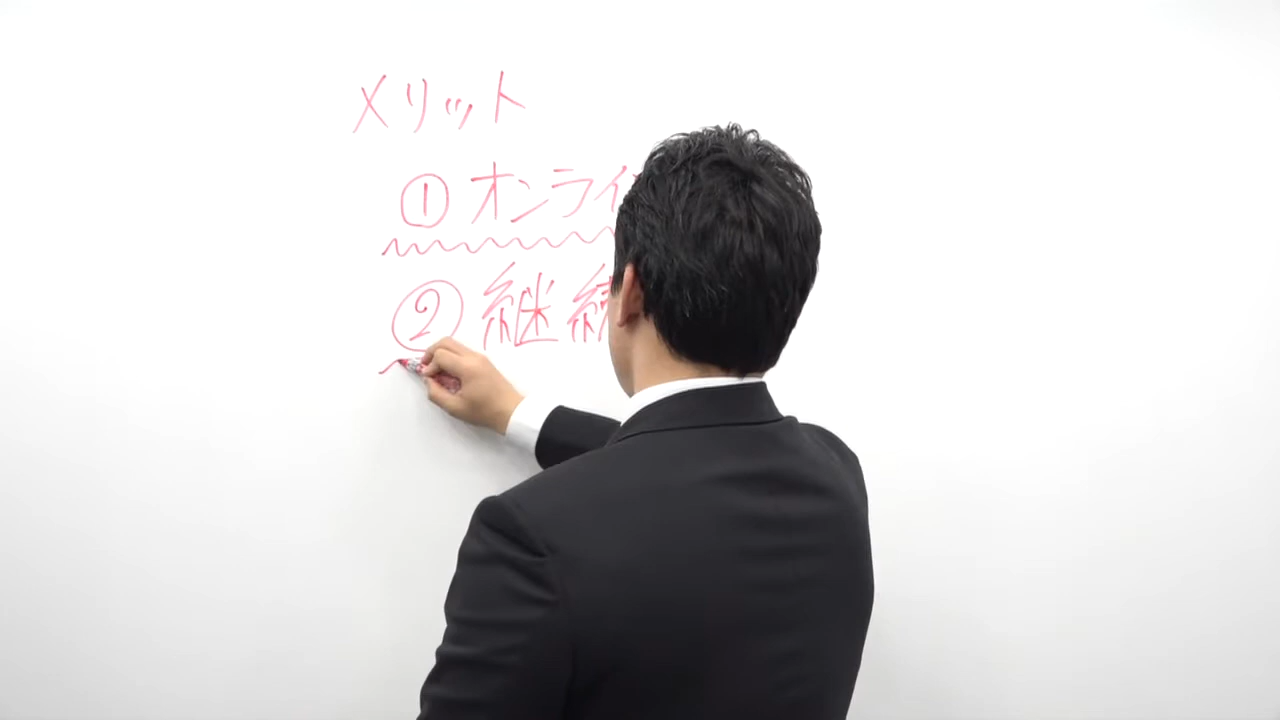 メリット
① オンライ
② 継続